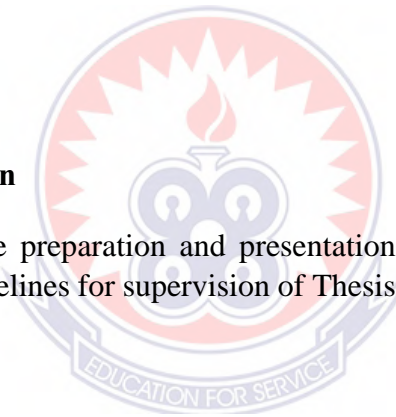 n
e preparation and presentation
elines for supervision of Thesis
EDUCATION FOR SERVICE